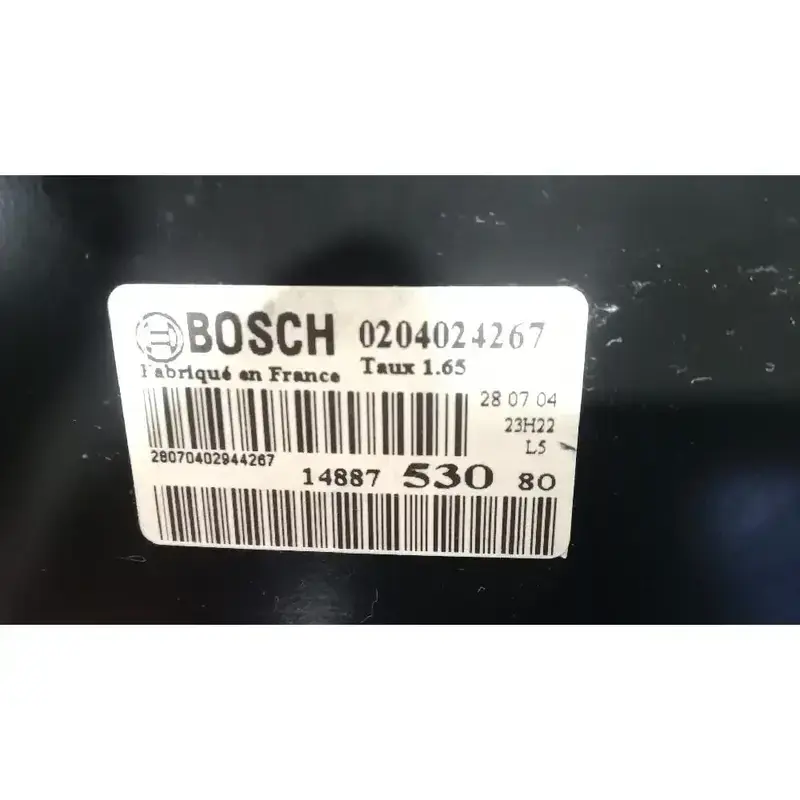 BOSCH 0204024267
Fabriqué en France Taux 1.65
28 07 04
23H22
L5
28070402944267
14887 530 80